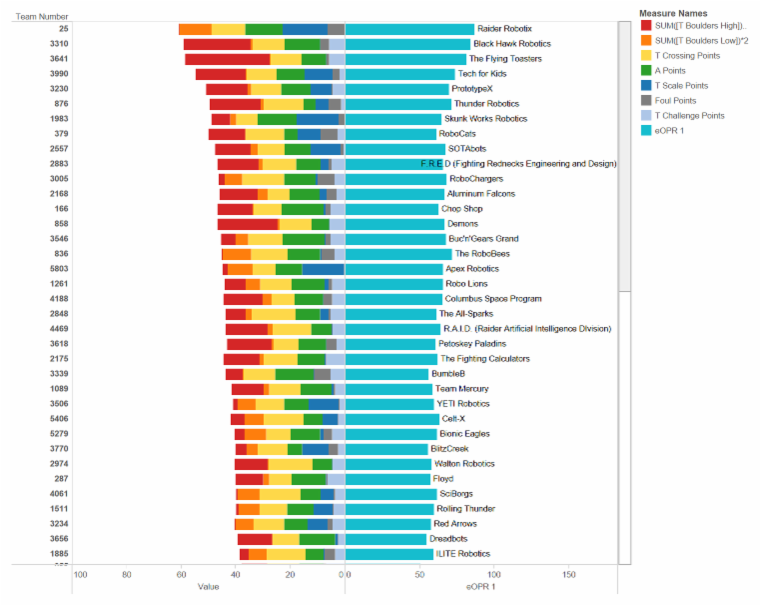 Team Number
Measure Names
25 Raider Robotix
SUM([T Boulders High])..
3310 Black Hawk Robotics
SUM([T Boulders Low])*2
3641 The Flying Toasters
T Crossing Points
3990 Tech for Kids
A Points
3230 PrototypeX
T Scale Points
876 Thunder Robotics
Foul Points
1983 Skunk Works Robotics
T Challenge Points
379 RoboCats
eOPR 1
2557 SOTAbots
2883 F.R.E.D (Fighting Rednecks Engineering and Design)
3005 RoboChargers
2168 Aluminum Falcons
166 Chop Shop
858 Demons
3546 Buc'n'Gears Grand
836 The RoboBees
5803 Apex Robotics
1261 Robo Lions
4188 Columbus Space Program
2848 The All-Sparks
4469 R.A.I.D. (Raider Artificial Intelligence Division)
3618 Petoskey Paladins
2175 The Fighting Calculators
3339 BumbleB
1089 Team Mercury
3506 YETI Robotics
5406 Celt-X
5279 Bionic Eagles
3770 BlitzCreek
2974 Walton Robotics
287 Floyd
4061 SciBorgs
1511 Rolling Thunder
3234 Red Arrows
3656 Dreadbots
1885 ILITE Robotics
100 80 60 40 20 0 0 50 100 150
Value eOPR 1